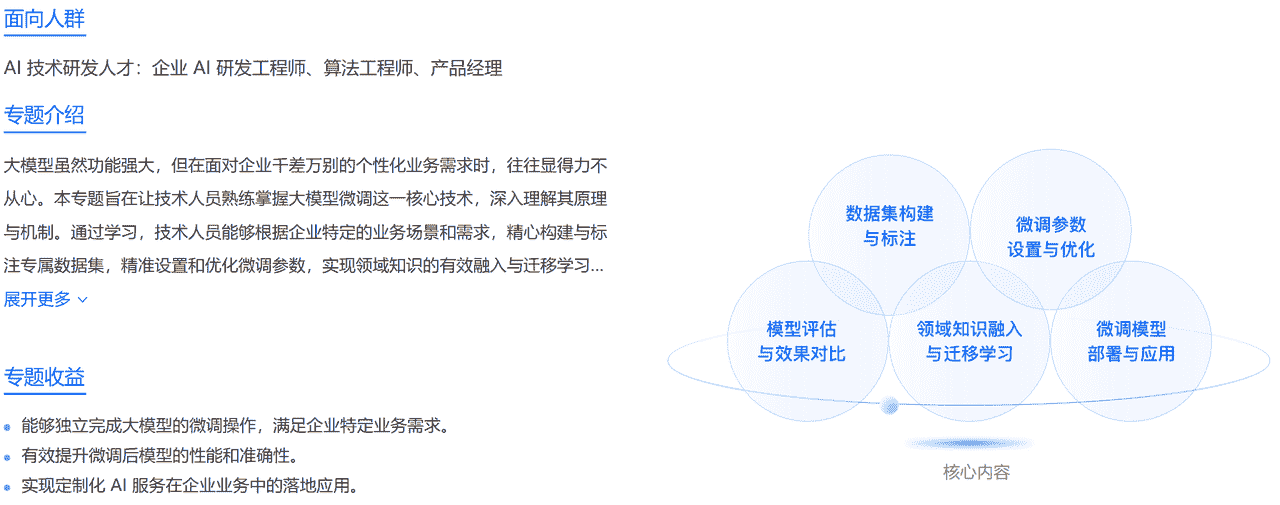 面向人群
AI 技术研发人才：企业 AI 研发工程师、算法工程师、产品经理
专题介绍
大模型虽然功能强大，但在面对企业千差万别的个性化业务需求时，往往显得力不
从心。本专题旨在让技术人员熟练掌握大模型微调这一核心技术，深入理解其原理
与机制。通过学习，技术人员能够根据企业特定的业务场景和需求，精心构建与标
注专属数据集，精准设置和优化微调参数，实现领域知识的有效融入与迁移学习...
展开更多
专题收益
能够独立完成大模型的微调操作，满足企业特定业务需求。
有效提升微调后模型的性能和准确性。
实现定制化 AI 服务在企业业务中的落地应用。
数据集构建
与标注
微调参数
设置与优化
模型评估
与效果对比
领域知识融入
与迁移学习
微调模型
部署与应用
核心内容